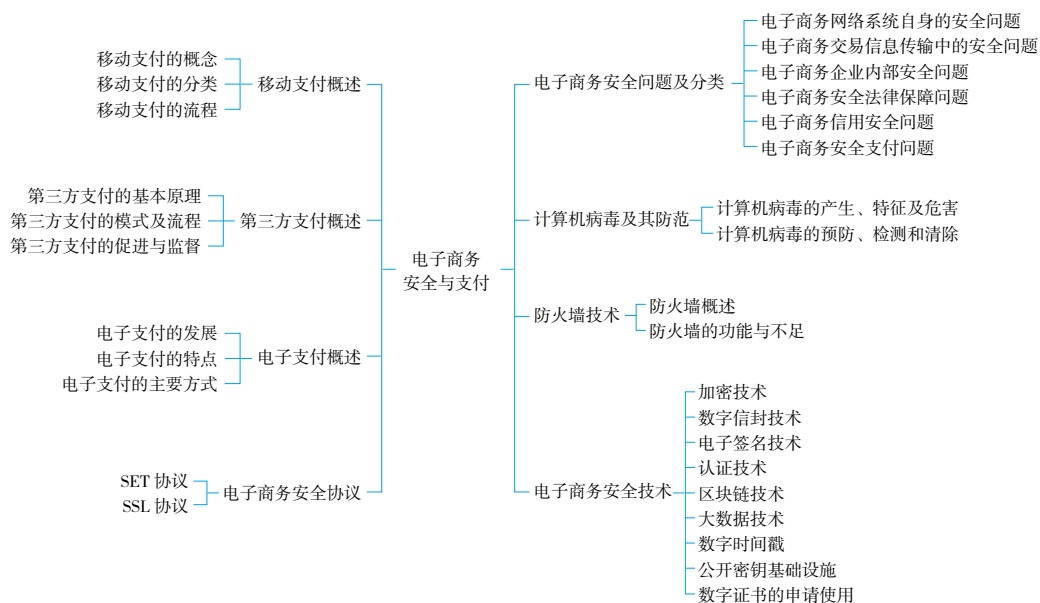 电子商务
安全与支付
移动支付概述
移动支付的概念
移动支付的分类
移动支付的流程
第三方支付概述
第三方支付的基本原理
第三方支付的模式及流程
第三方支付的促进与监督
电子支付概述
电子支付的发展
电子支付的特点
电子支付的主要方式
电子商务安全协议
SET 协议
SSL 协议
电子商务安全问题及分类
电子商务网络系统自身的安全问题
电子商务交易信息传输中的安全问题
电子商务企业内部安全问题
电子商务安全法律保障问题
电子商务信用安全问题
电子商务安全支付问题
计算机病毒及其防范
计算机病毒的产生、特征及危害
计算机病毒的预防、检测和清除
防火墙技术
防火墙概述
防火墙的功能与不足
电子商务安全技术
加密技术
数字信封技术
电子签名技术
认证技术
区块链技术
大数据技术
数字时间戳
公开密钥基础设施
数字证书的申请使用